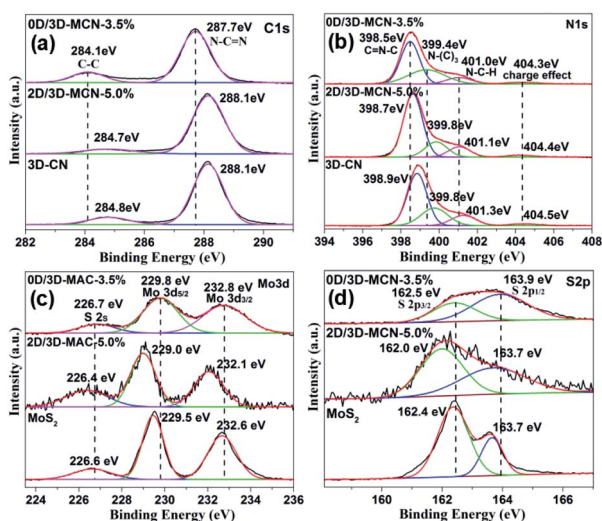 0D/3D-MCN-3.5%
C1s
(a)
287.7eV
N-C=N
284.1eV
C-C
2D/3D-MCN-5.0%
288.1eV
284.7eV
3D-CN
288.1eV
284.8eV
Intensity (a.u.)
282 284 286 288 290
Binding Energy (eV)
0D/3D-MCN-3.5%
N1s
(b)
398.5eV
C=N-C
399.4eV
N-(C)3
401.0eV
N-C-H
404.3eV
charge effect
2D/3D-MCN-5.0%
398.7eV
399.8eV
401.1eV
404.4eV
3D-CN
398.9eV
399.8eV
401.3eV
404.5eV
Intensity (a.u.)
394 396 398 400 402 404 406 408
Binding Energy (eV)
0D/3D-MAC-3.5%
Mo3d
(c)
226.7 eV
S 2s
229.8 eV
Mo 3d5/2
232.8 eV
Mo 3d3/2
2D/3D-MAC-5.0%
229.0 eV
232.1 eV
226.4 eV
MoS2
229.5 eV
232.6 eV
226.6 eV
Intensity (a.u.)
224 226 228 230 232 234 236
Binding Energy (eV)
0D/3D-MCN-3.5%
S2p
(d)
163.9 eV
S 2p1/2
162.5 eV
S 2p3/2
2D/3D-MCN-5.0%
162.0 eV
163.7 eV
MoS2
162.4 eV
163.7 eV
Intensity (a.u.)
160 162 164 166
Binding Energy (eV)